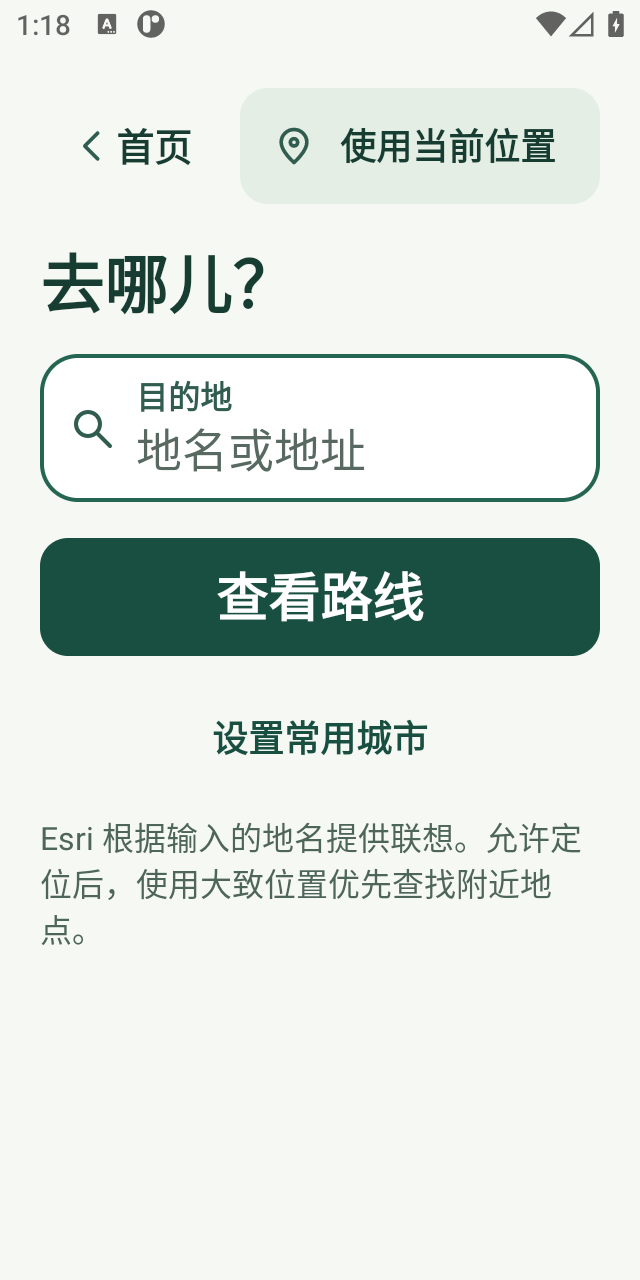 1:18
首页
使用当前位置
去哪儿？
目的地
地名或地址
查看路线
设置常用城市
Esri 根据输入的地名提供联想。允许定
位后，使用大致位置优先查找附近地
点。